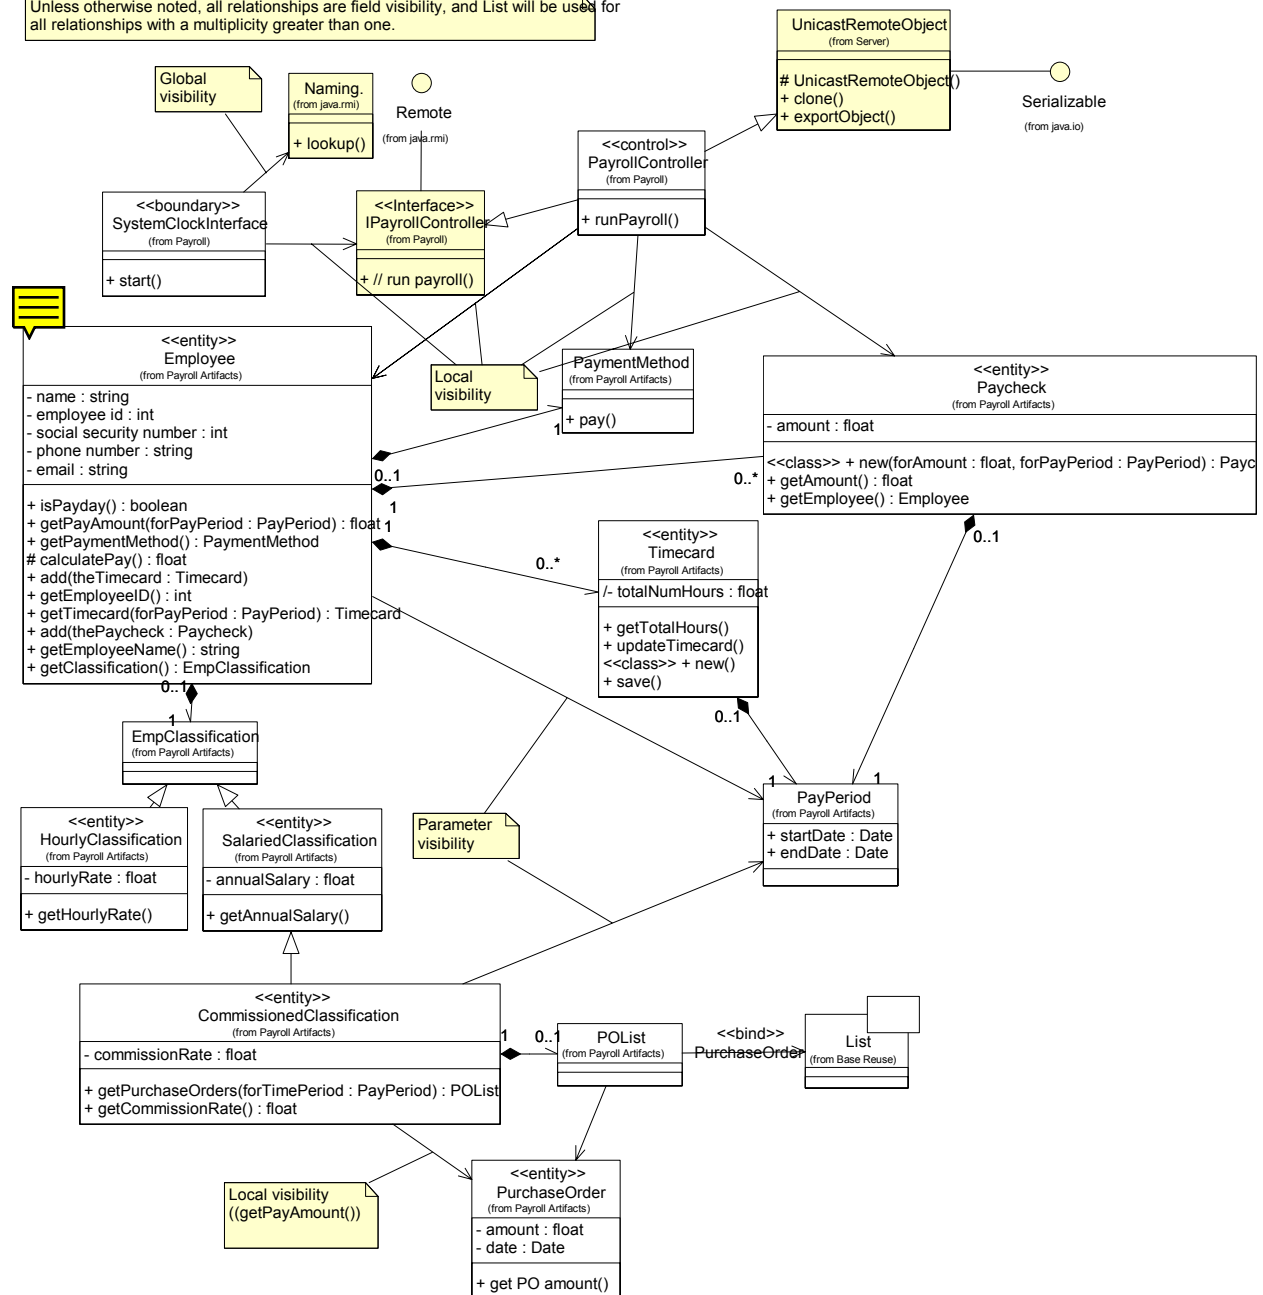 Unless otherwise noted, all relationships are field visibility, and List will be used for
all relationships with a multiplicity greater than one.
UnicastRemoteObject
(from Server)
# UnicastRemoteObject()
+ clone()
+ exportObject()
Serializable
(from java.io)
Global
visibility
Naming.
(from java.rmi)
+ lookup()
Remote
(from java.rmi)
<<control>>
PayrollController
(from Payroll)
+ runPayroll()
<<boundary>>
SystemClockInterface
(from Payroll)
+ start()
<<Interface>>
IPayrollController
(from Payroll)
+ // run payroll()
<<entity>>
Employee
(from Payroll Artifacts)
- name : string
- employee id : int
- social security number : int
- phone number : string
- email : string
+ isPayday() : boolean
+ getPayAmount(forPayPeriod : PayPeriod) : float
+ getPaymentMethod() : PaymentMethod
# calculatePay() : float
+ add(theTimecard : Timecard)
+ getEmployeeID() : int
+ getTimecard(forPayPeriod : PayPeriod) : Timecard
+ add(thePaycheck : Paycheck)
+ getEmployeeName() : string
+ getClassification() : EmpClassification
Local
visibility
PaymentMethod
(from Payroll Artifacts)
+ pay()
1
0..1
<<entity>>
Paycheck
(from Payroll Artifacts)
- amount : float
<<class>> + new(forAmount : float, forPayPeriod : PayPeriod) : Payc
+ getAmount() : float
+ getEmployee() : Employee
0..*
1
1
0..*
0..1
<<entity>>
Timecard
(from Payroll Artifacts)
/- totalNumHours : float
+ getTotalHours()
+ updateTimecard()
<<class>> + new()
+ save()
0..1
0..1
1
EmpClassification
(from Payroll Artifacts)
1
1
PayPeriod
(from Payroll Artifacts)
+ startDate : Date
+ endDate : Date
<<entity>>
HourlyClassification
(from Payroll Artifacts)
- hourlyRate : float
+ getHourlyRate()
<<entity>>
SalariedClassification
(from Payroll Artifacts)
- annualSalary : float
+ getAnnualSalary()
Parameter
visibility
<<entity>>
CommissionedClassification
(from Payroll Artifacts)
- commissionRate : float
+ getPurchaseOrders(forTimePeriod : PayPeriod) : POList
+ getCommissionRate() : float
1
0..1
POList
(from Payroll Artifacts)
<<bind>>
PurchaseOrder
List
(from Base Reuse)
Local visibility
((getPayAmount())
<<entity>>
PurchaseOrder
(from Payroll Artifacts)
- amount : float
- date : Date
+ get PO amount()